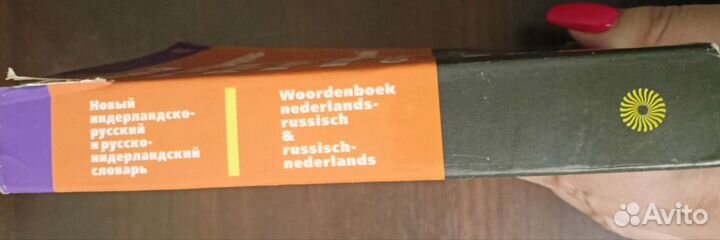 Новый
нидерландско-
русский
и русско-
нидерландский
словарь
Woordenboek
nederlands-
russisch
&
russisch-
nederlands
Avito